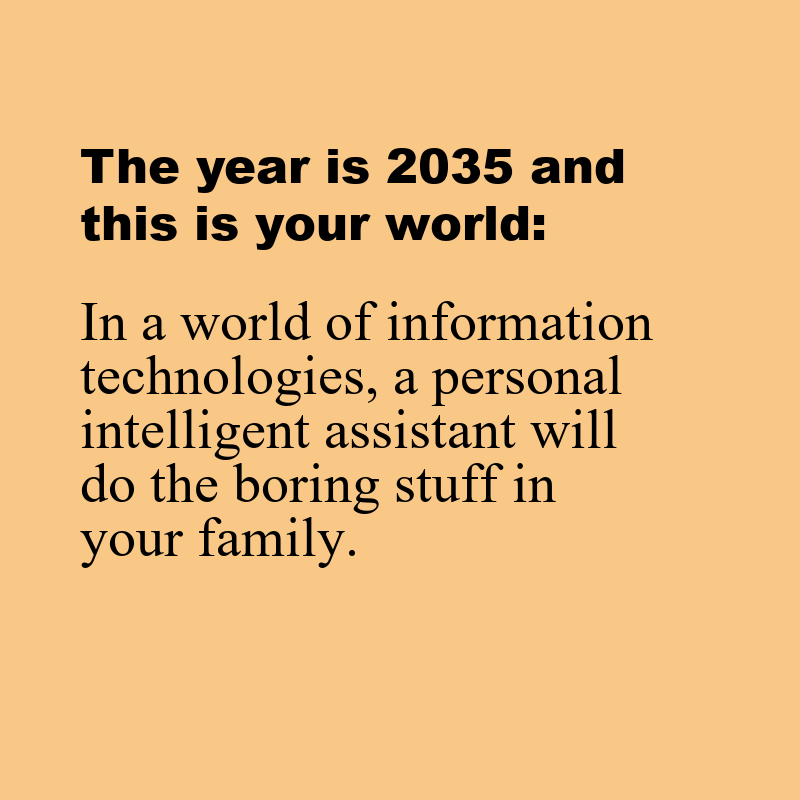 The year is 2035 and
this is your world:
In a world of information
technologies, a personal
intelligent assistant will
do the boring stuff in
your family.